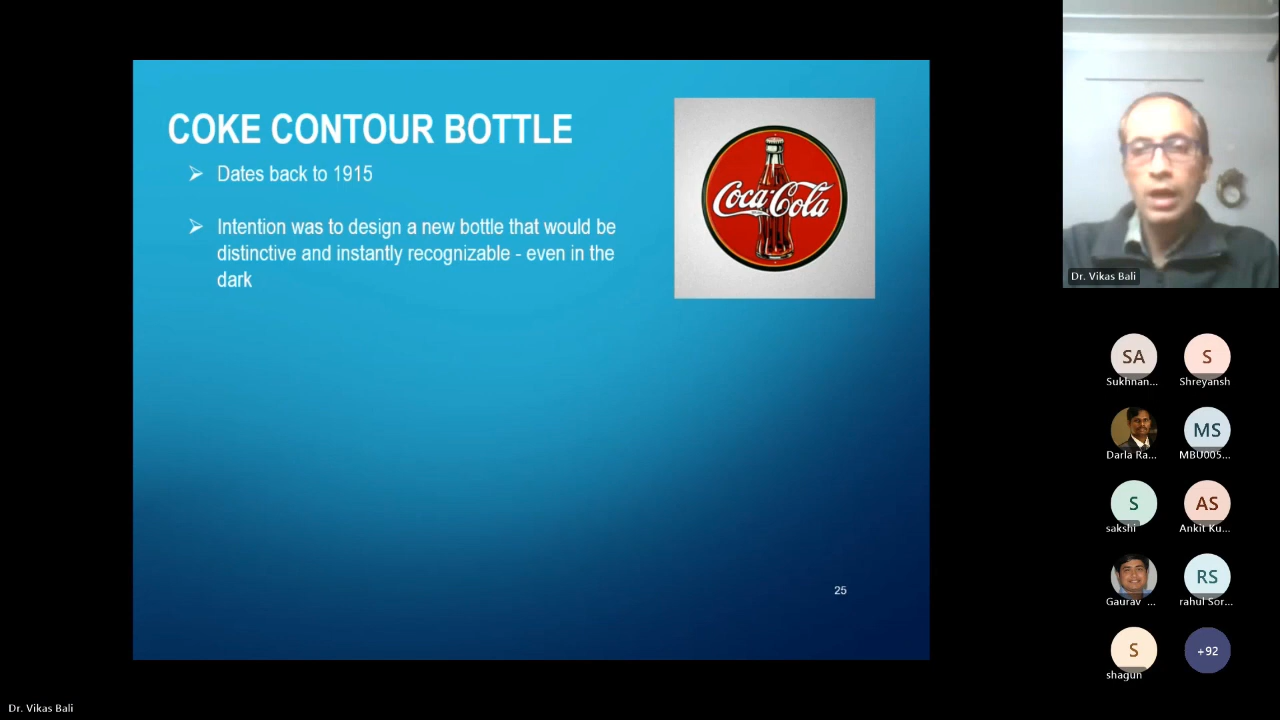 COKE CONTOUR BOTTLE
Dates back to 1915
Intention was to design a new bottle that would be
distinctive and instantly recognizable - even in the
dark
Coca-Cola
25
Dr. Vikas Bali
SA
Sukhnan...
S
Shreyansh
Darla Ra...
MS
MBU005...
S
sakshi
AS
Ankit Ku...
Gaurav ...
RS
rahul Sor...
S
shagun
+92
Dr. Vikas Bali